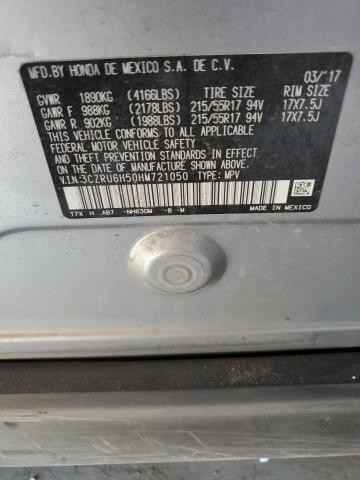 MFD.BY HONDA DE MEXICO S.A. DE C.V. 03/'17
GVWR 1890KG (4166LBS) TIRE SIZE RIM SIZE
GAWR F 988KG (2178LBS) 215/55R17 94V 17X7.5J
GAWR R 902KG (1988LBS) 215/55R17 94V 17X7.5J
THIS VEHICLE CONFORMS TO ALL APPLICABLE
FEDERAL MOTOR VEHICLE SAFETY STANDARDS IN EFFECT ON THE
DATE OF MANUFACTURE SHOWN ABOVE.
V.I.N:3CZRU6H50HM721050 TYPE: MPV
T7X H AB7 -NH830M -B -M MADE IN MEXICO